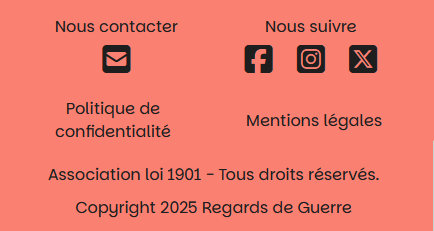 Nous contacter
Nous suivre
Politique de
confidentialité
Mentions légales
Association loi 1901 - Tous droits réservés.
Copyright 2025 Regards de Guerre